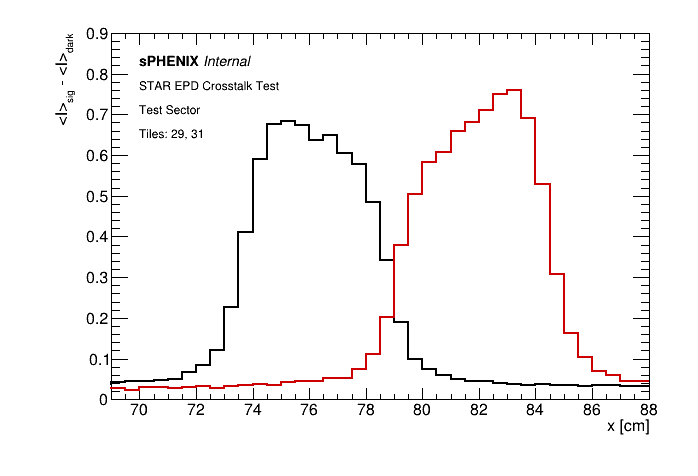 <I>sig - <I>dark
0.9
0.8
0.7
0.6
0.5
0.4
0.3
0.2
0.1
0
sPHENIX Internal
STAR EPD Crosstalk Test
Test Sector
Tiles: 29, 31
70 72 74 76 78 80 82 84 86 88
x [cm]